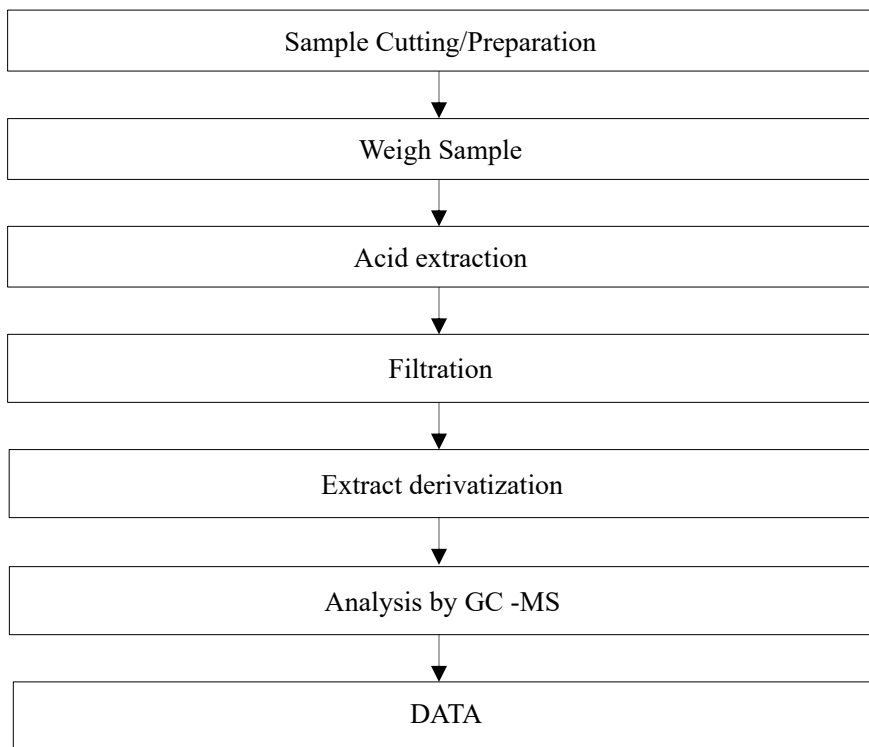 Sample Cutting/Preparation
Weigh Sample
Acid extraction
Filtration
Extract derivatization
Analysis by GC -MS
DATA